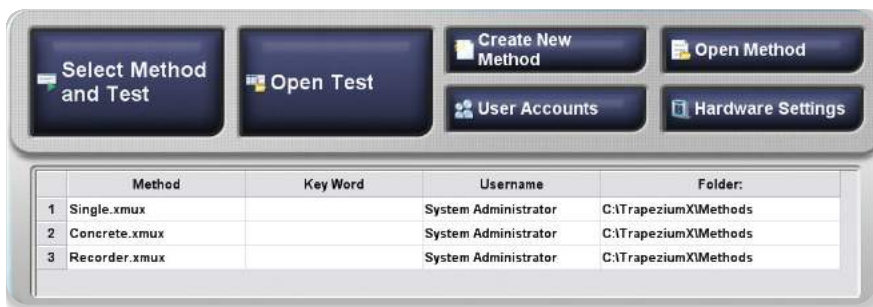 Select Method
and Test
Open Test
Create New
Method
Open Method
User Accounts
Hardware Settings
Method Key Word Username Folder:
1 Single.xmux System Administrator C:\TrapeziumX\Methods
2 Concrete.xmux System Administrator C:\TrapeziumX\Methods
3 Recorder.xmux System Administrator C:\TrapeziumX\Methods